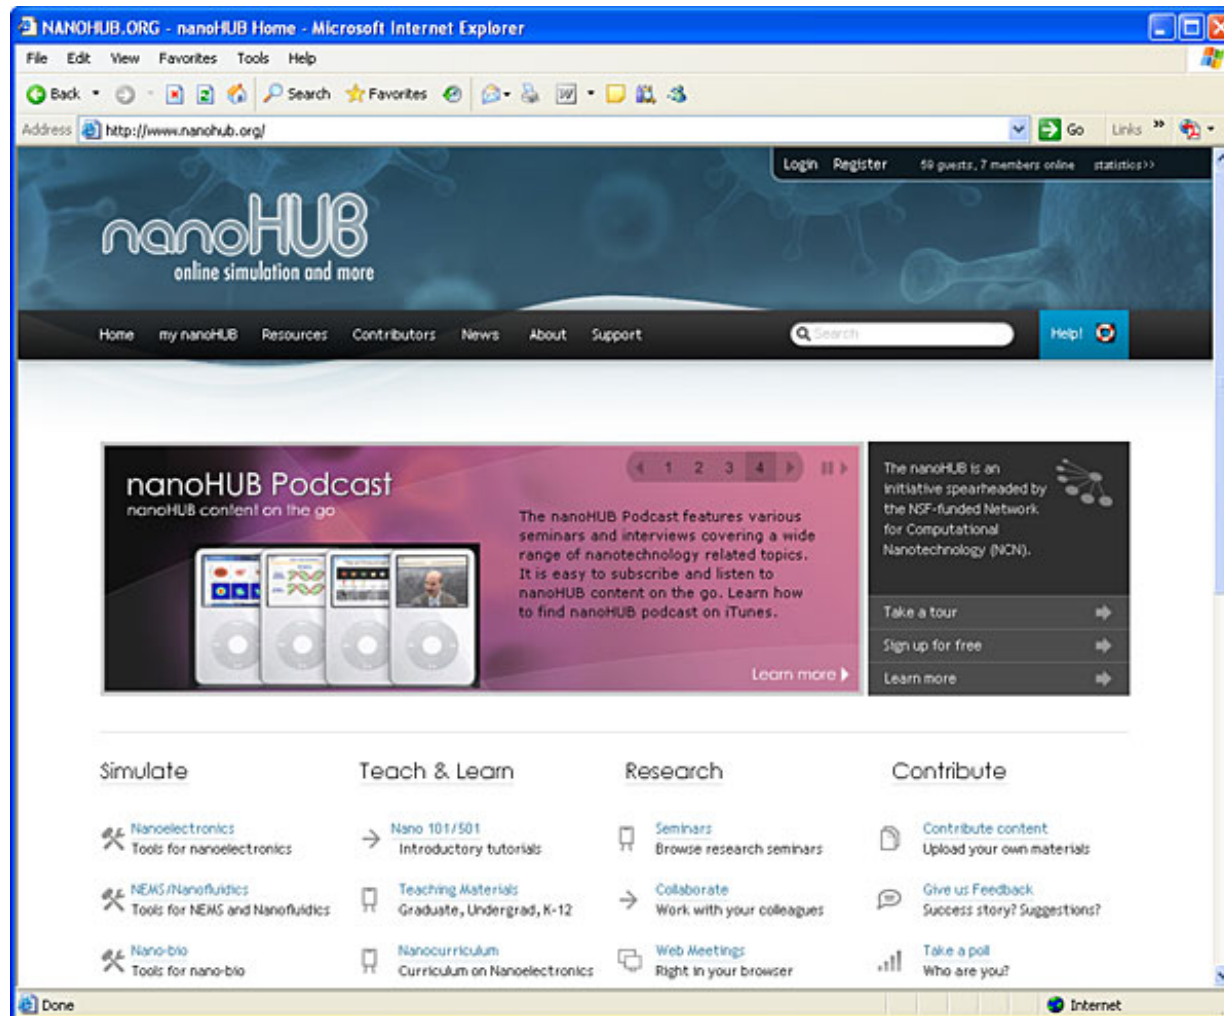 NANOHUB.ORG - nanoHUB Home - Microsoft Internet Explorer
File Edit View Favorites Tools Help
Back Search Favorites
Address http://www.nanohub.org/ Go Links »
Login Register 59 guests, 7 members online statistics>>
nanoHUB
online simulation and more
Home my nanoHUB Resources Contributors News About Support Search Help!
nanoHUB Podcast
nanoHUB content on the go
1 2 3 4
The nanoHUB Podcast features various
seminars and interviews covering a wide
range of nanotechnology related topics.
It is easy to subscribe and listen to
nanoHUB content on the go. Learn how
to find nanoHUB podcast on iTunes.
Learn more
The nanoHUB is an
initiative spearheaded by
the NSF-funded Network
for Computational
Nanotechnology (NCN).
Take a tour
Sign up for free
Learn more
Simulate
Nanoelectronics
Tools for nanoelectronics
NEMS/Nanofluidics
Tools for NEMS and Nanofluidics
Nano-bio
Tools for nano-bio
Teach & Learn
Nano 101/501
Introductory tutorials
Teaching Materials
Graduate, Undergrad, K-12
Nanocurriculum
Curriculum on Nanoelectronics
Research
Seminars
Browse research seminars
Collaborate
Work with your colleagues
Web Meetings
Right in your browser
Contribute
Contribute content
Upload your own materials
Give us Feedback
Success story? Suggestions?
Take a poll
Who are you?
Done Internet